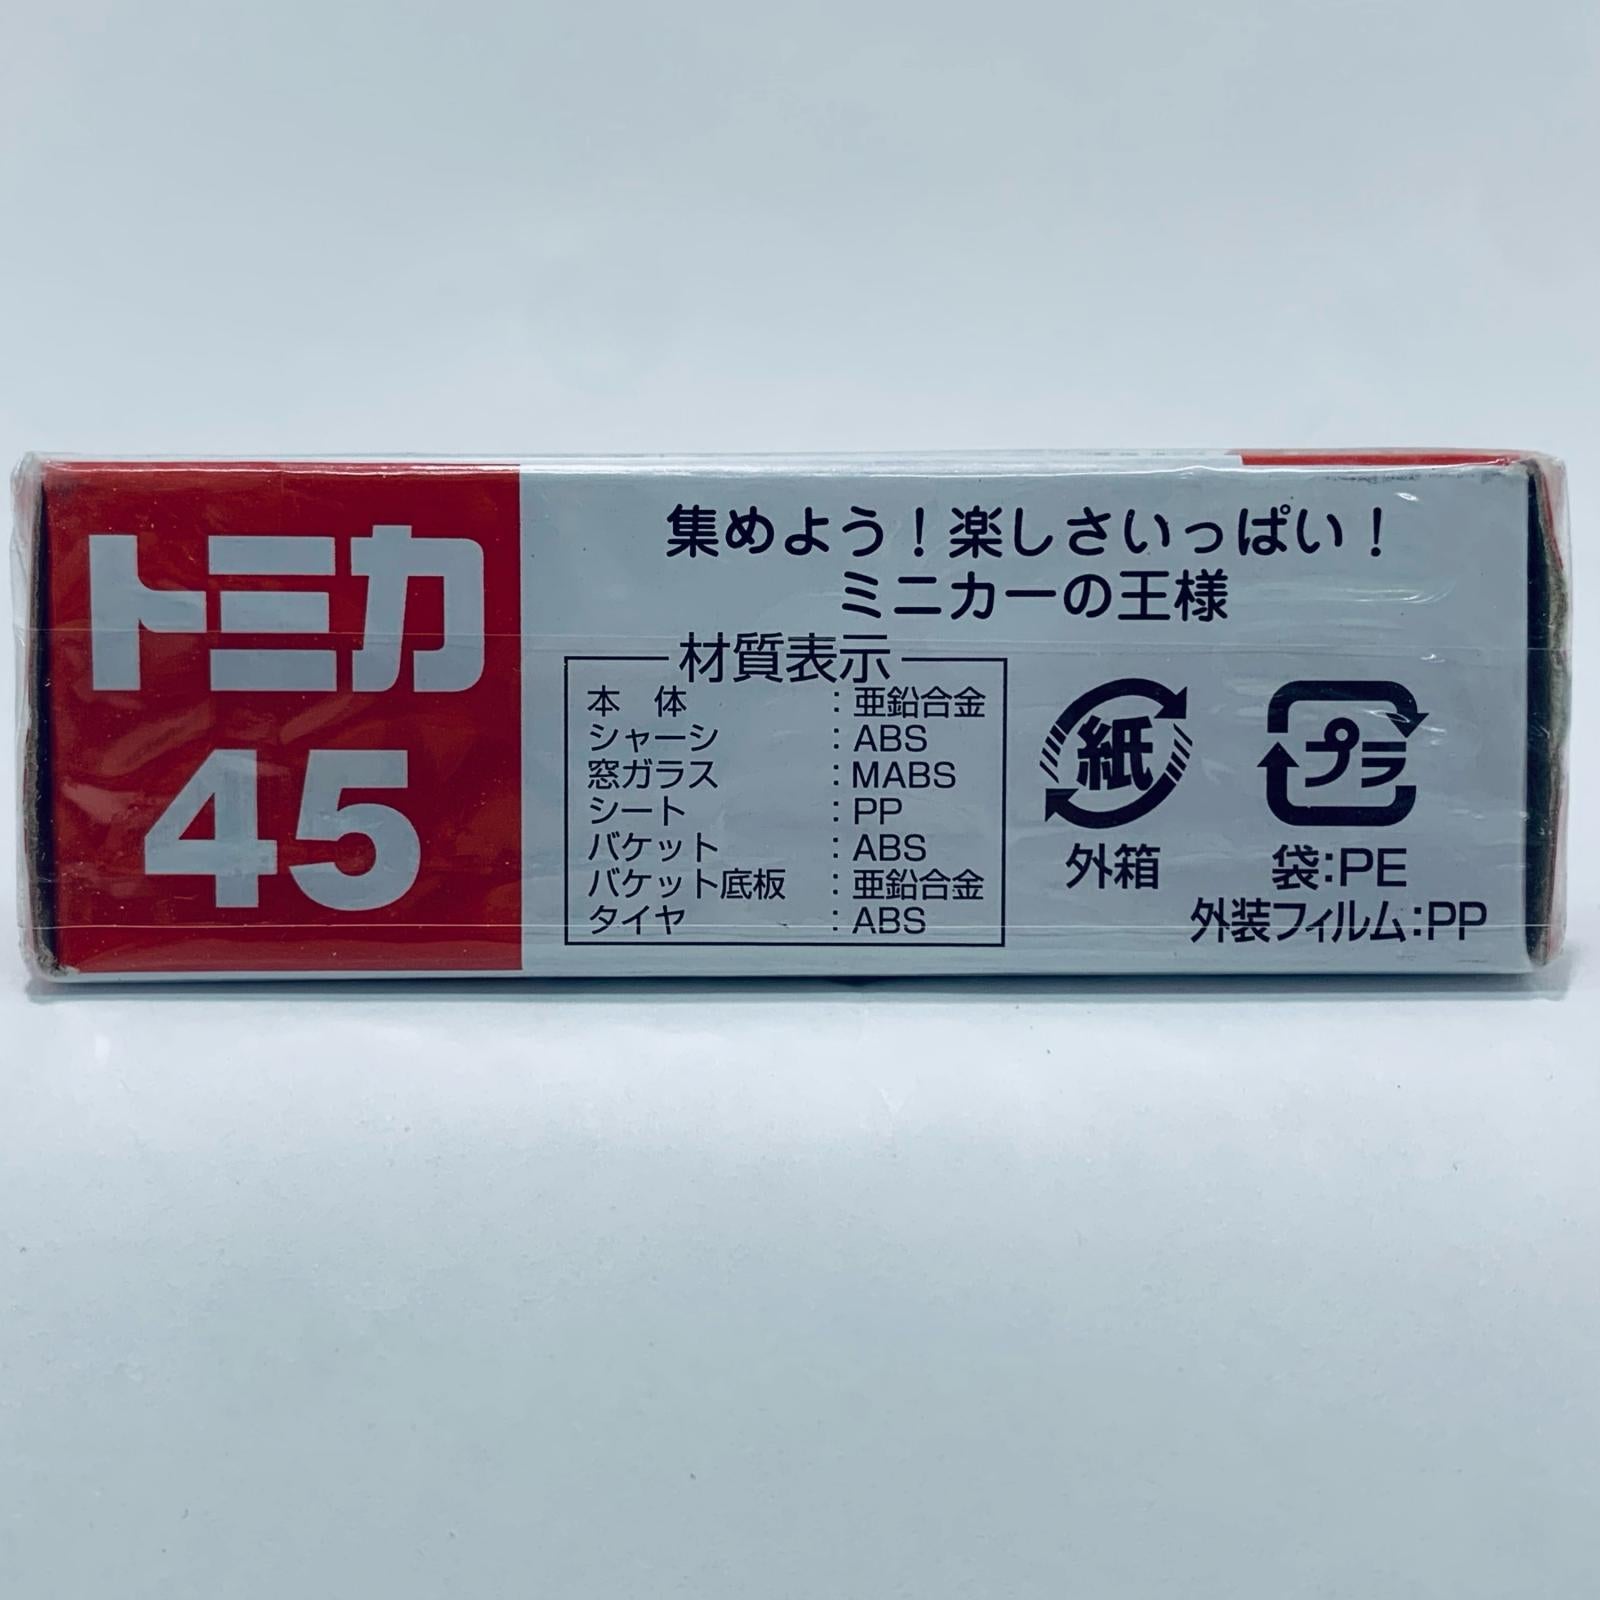 トミカ
45
集めよう!楽しさいっぱい!
ミニカーの王様
材質表示
本 体 :亜鉛合金
シャーシ :ABS
窓ガラス :MABS
シート :PP
バケット :ABS
バケット底板 :亜鉛合金
タイヤ :ABS
紙
外箱
プラ
袋:PE
外装フィルム:PP